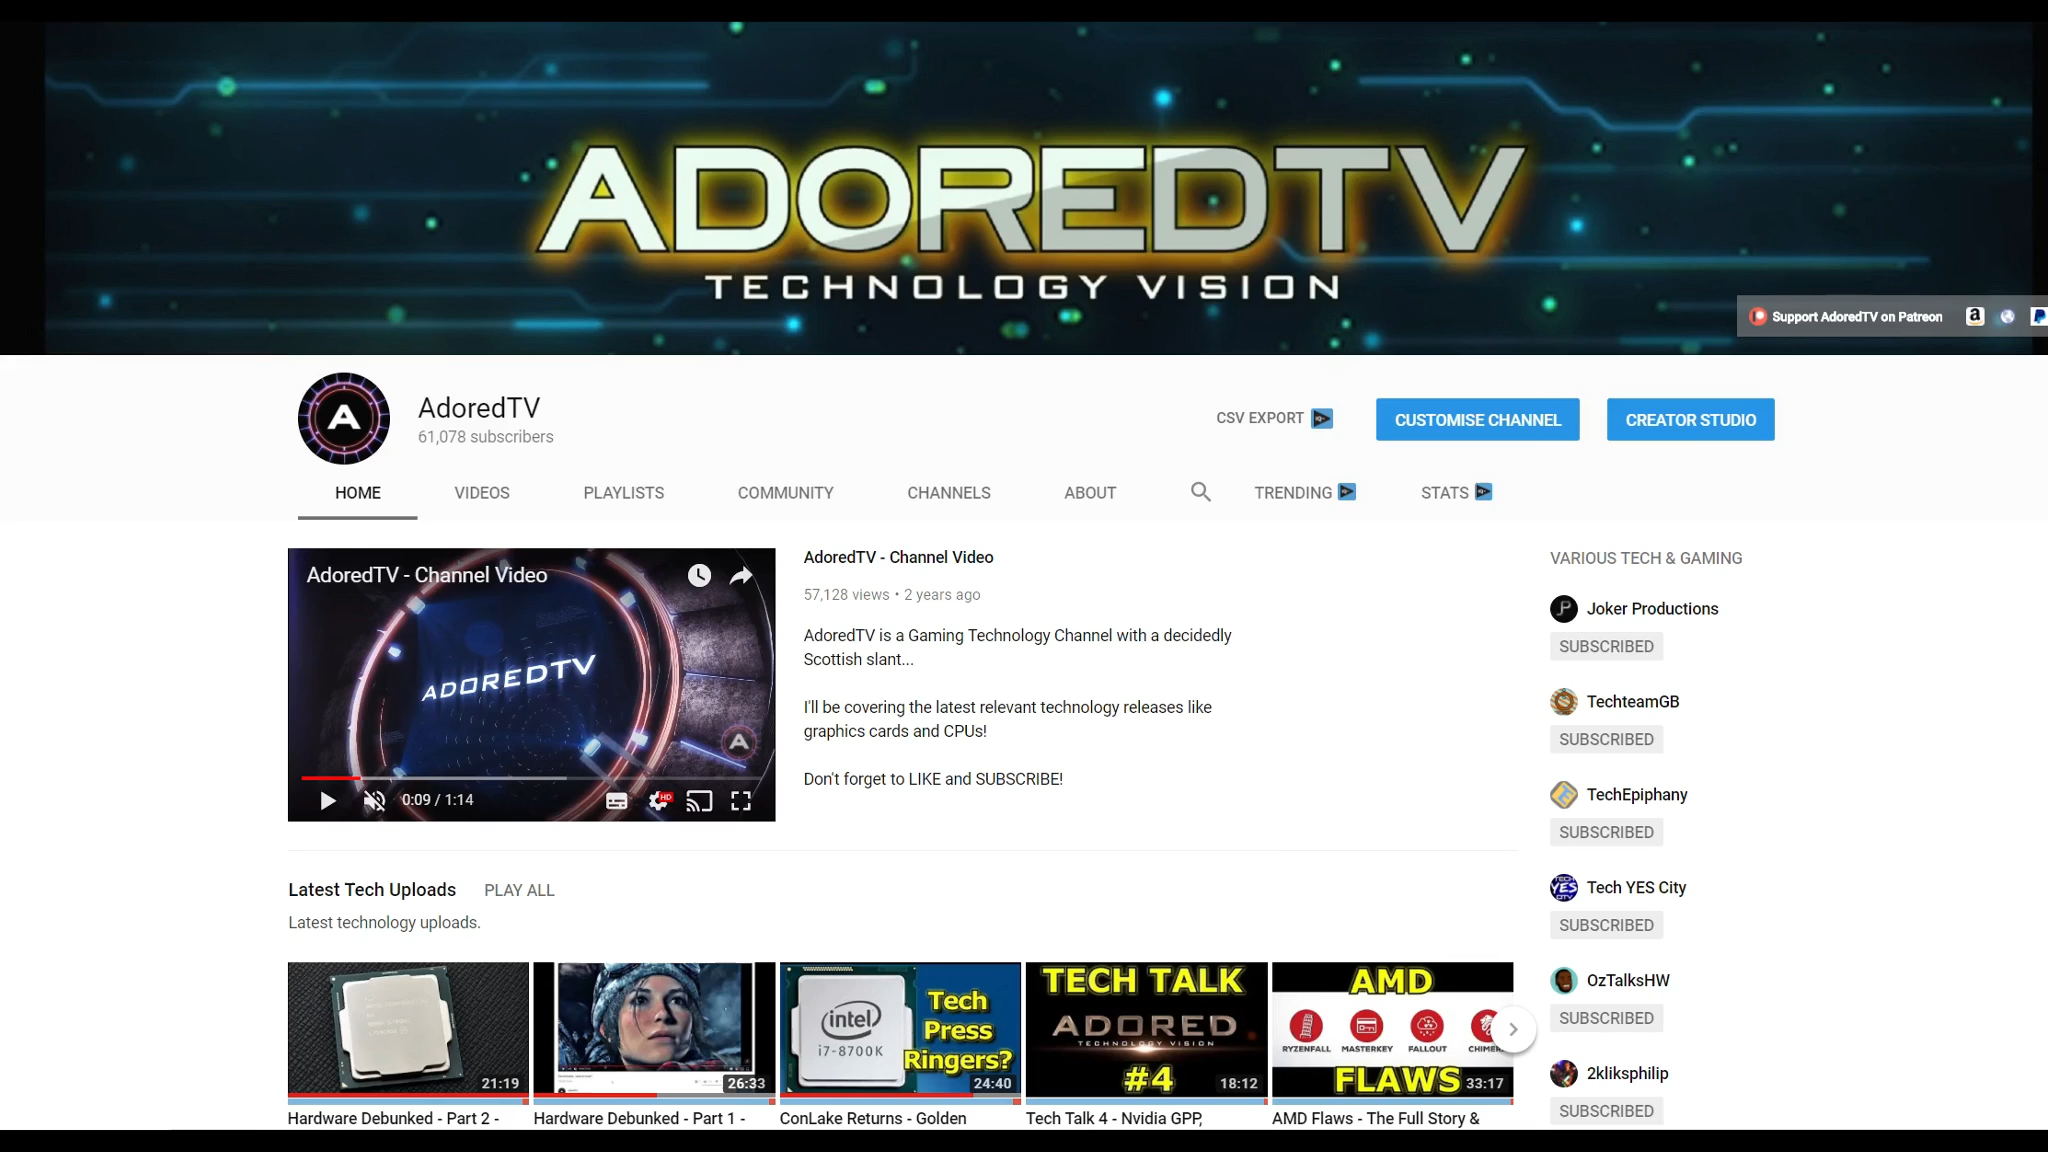 ADOREDTV
TECHNOLOGY VISION
Support AdoredTV on Patreon
AdoredTV
61,078 subscribers
CSV EXPORT
CUSTOMISE CHANNEL
CREATOR STUDIO
HOME
VIDEOS
PLAYLISTS
COMMUNITY
CHANNELS
ABOUT
TRENDING
STATS
AdoredTV - Channel Video
ADOREDTV
0:09 / 1:14
AdoredTV - Channel Video
57,128 views • 2 years ago
AdoredTV is a Gaming Technology Channel with a decidedly
Scottish slant...
I'll be covering the latest relevant technology releases like
graphics cards and CPUs!
Don't forget to LIKE and SUBSCRIBE!
VARIOUS TECH & GAMING
Joker Productions
SUBSCRIBED
TechteamGB
SUBSCRIBED
TechEpiphany
SUBSCRIBED
Tech YES City
SUBSCRIBED
OzTalksHW
SUBSCRIBED
2kliksphilip
SUBSCRIBED
Latest Tech Uploads
PLAY ALL
Latest technology uploads.
21:19
Hardware Debunked - Part 2 -
26:33
Hardware Debunked - Part 1 -
intel
i7-8700K
Tech
Press
Ringers?
24:40
ConLake Returns - Golden
TECH TALK
ADORED
TECHNOLOGY VISION
#4
18:12
Tech Talk 4 - Nvidia GPP,
AMD
RYZENFALL
MASTERKEY
FALLOUT
FLAWS
33:17
AMD Flaws - The Full Story &